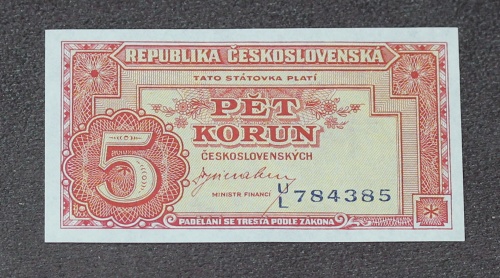 REPUBLIKA ČESKOSLOVENSKÁ
TATO STÁTOVKA PLATÍ
PĚT
KORUN
ČESKOSLOVENSKÝCH
5
MINISTR FINANCÍ
U/L 784385
PADĚLÁNÍ SE TRESTÁ PODLE ZÁKONA